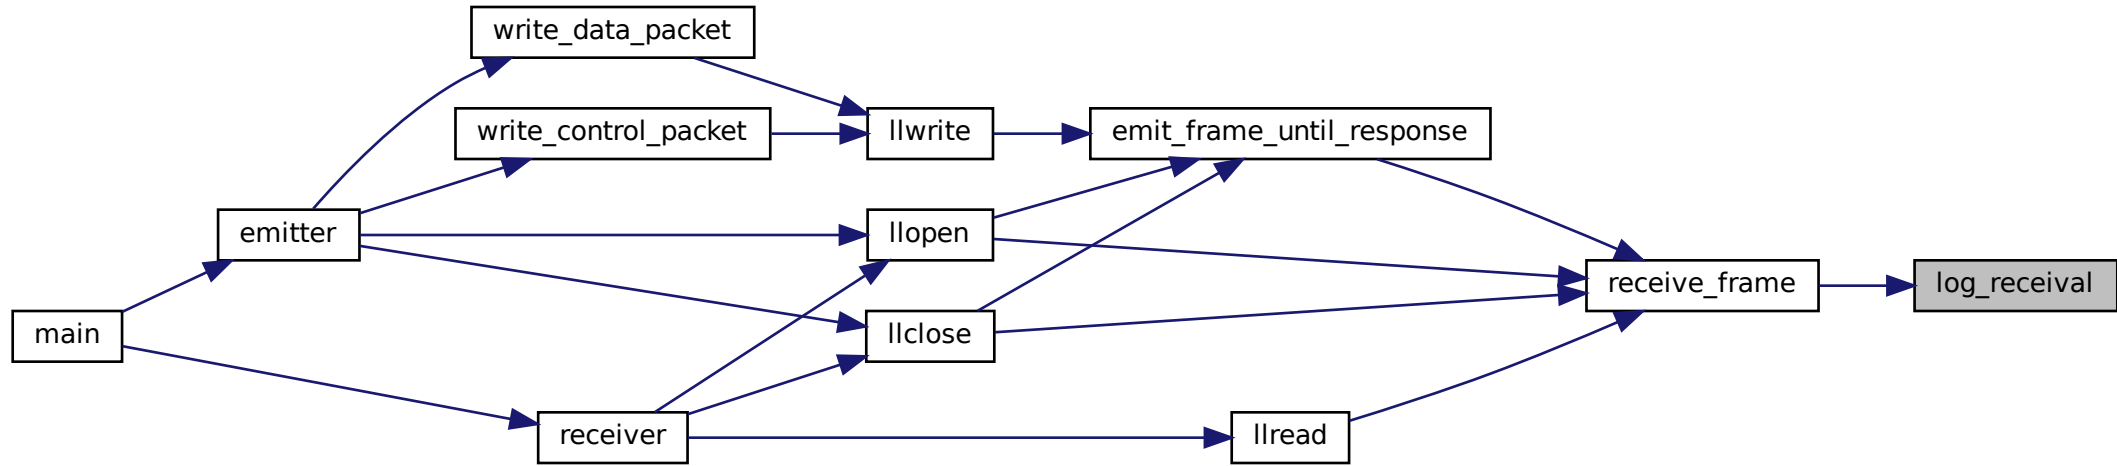 write_data_packet
write_control_packet
llwrite
emit_frame_until_response
emitter
llopen
receive_frame
log_receival
main
llclose
receiver
llread